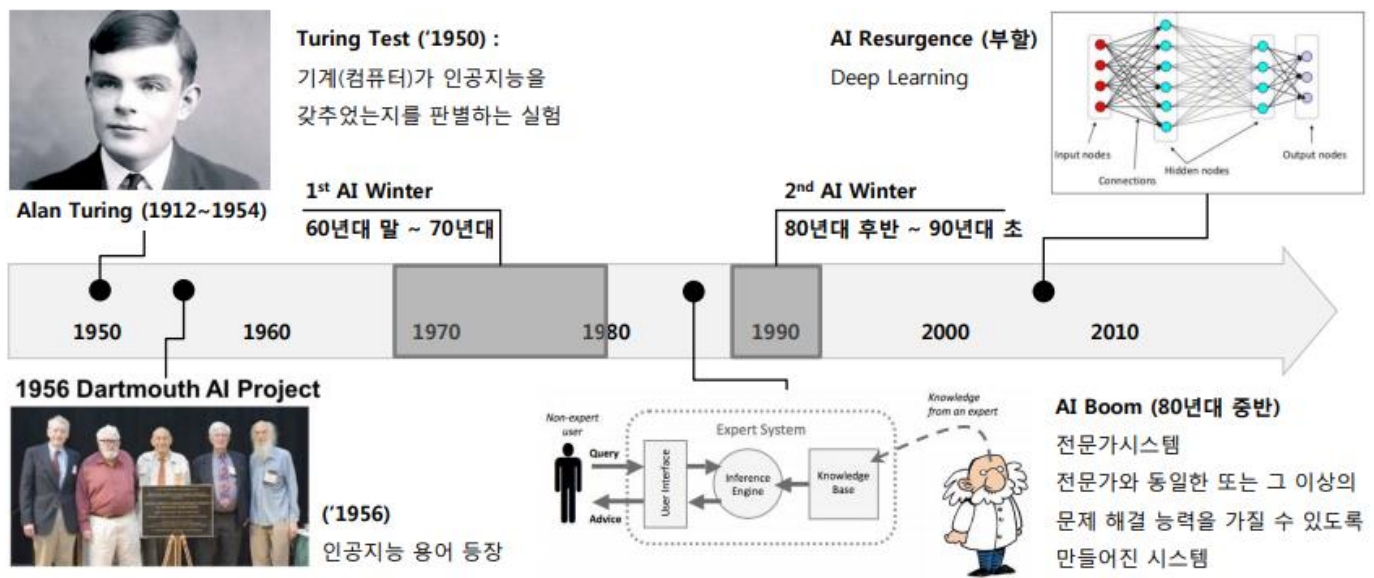 Turing Test (‘1950) :
기계(컴퓨터)가 인공지능을
갖추었는지를 판별하는 실험
AI Resurgence (부활)
Deep Learning
Input nodes
Connections
Hidden nodes
Output nodes
Alan Turing (1912~1954)
1st AI Winter
60년대 말 ~ 70년대
2nd AI Winter
80년대 후반 ~ 90년대 초
1950
1960
1970
1980
1990
2000
2010
1956 Dartmouth AI Project
(‘1956)
인공지능 용어 등장
Non-expert
user
Query
Advice
Expert System
User Interface
Inference
Engine
Knowledge
Base
Knowledge
from an expert
AI Boom (80년대 중반)
전문가시스템
전문가와 동일한 또는 그 이상의
문제 해결 능력을 가질 수 있도록
만들어진 시스템